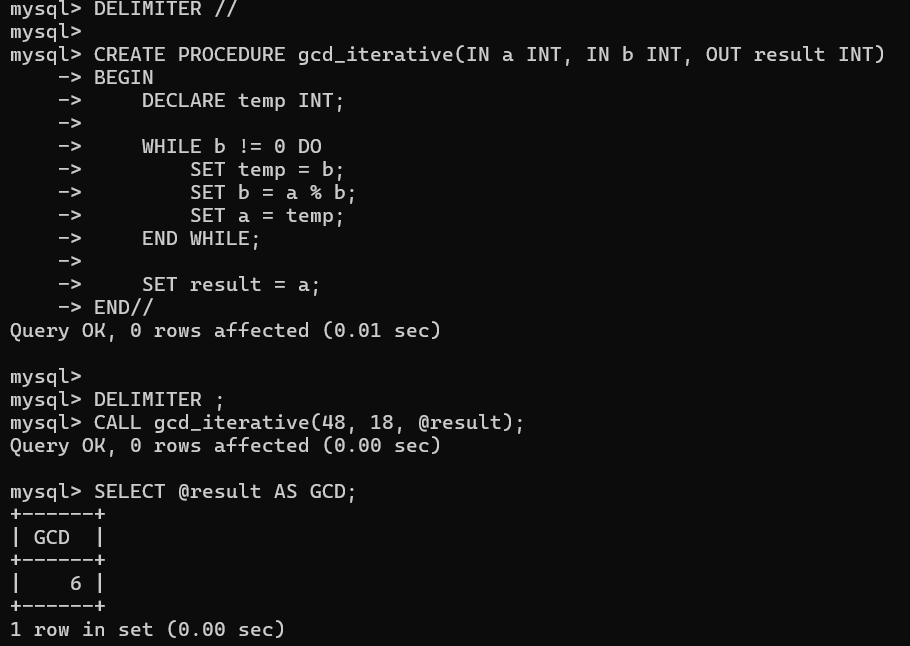 mysql> DELIMITER //
mysql>
mysql> CREATE PROCEDURE gcd_iterative(IN a INT, IN b INT, OUT result INT)
    -> BEGIN
    ->     DECLARE temp INT;
    ->
    ->     WHILE b != 0 DO
    ->         SET temp = b;
    ->         SET b = a % b;
    ->         SET a = temp;
    ->     END WHILE;
    ->
    ->     SET result = a;
    -> END//
Query OK, 0 rows affected (0.01 sec)

mysql>
mysql> DELIMITER ;
mysql> CALL gcd_iterative(48, 18, @result);
Query OK, 0 rows affected (0.00 sec)

mysql> SELECT @result AS GCD;
+------+
| GCD  |
+------+
|    6 |
+------+
1 row in set (0.00 sec)